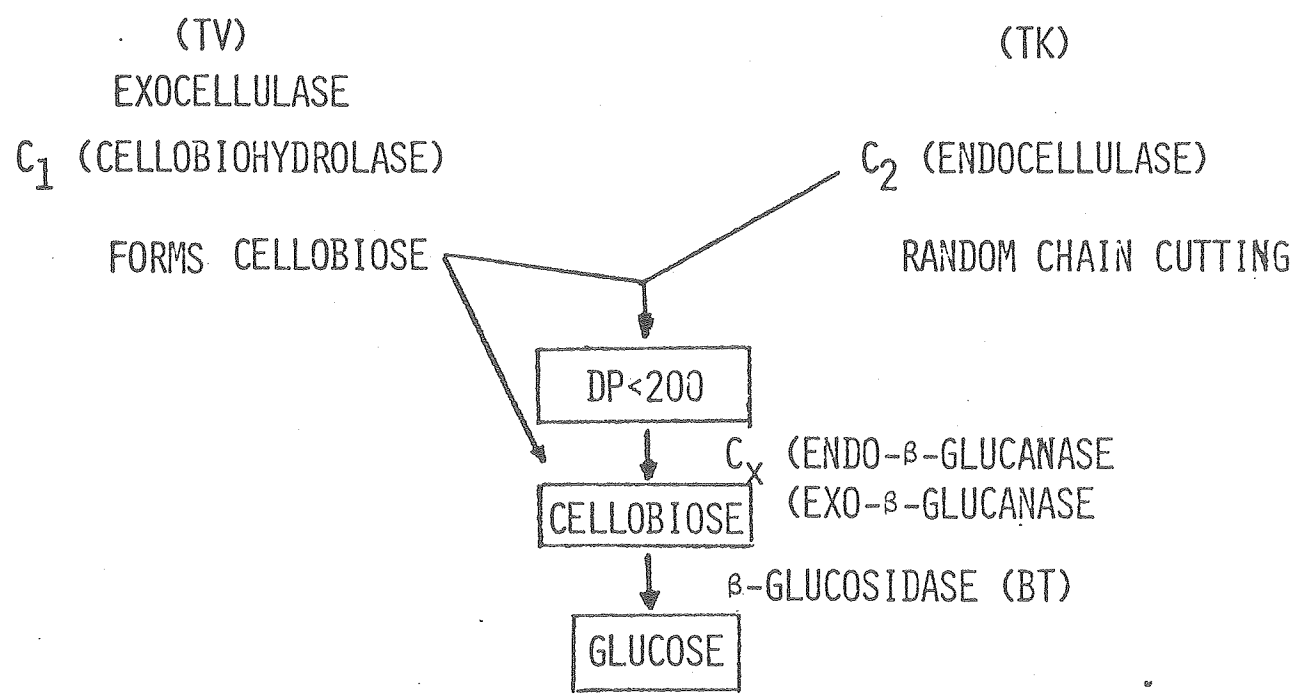 (TV)
EXOCELLULASE
C₁ (CELLOBIOHYDROLASE)
FORMS CELLOBIOSE
(TK)
C₂ (ENDOCELLULASE)
RANDOM CHAIN CUTTING
DP<200
Cₓ (ENDO-β-GLUCANASE
(EXO-β-GLUCANASE
CELLOBIOSE
β-GLUCOSIDASE (BT)
GLUCOSE